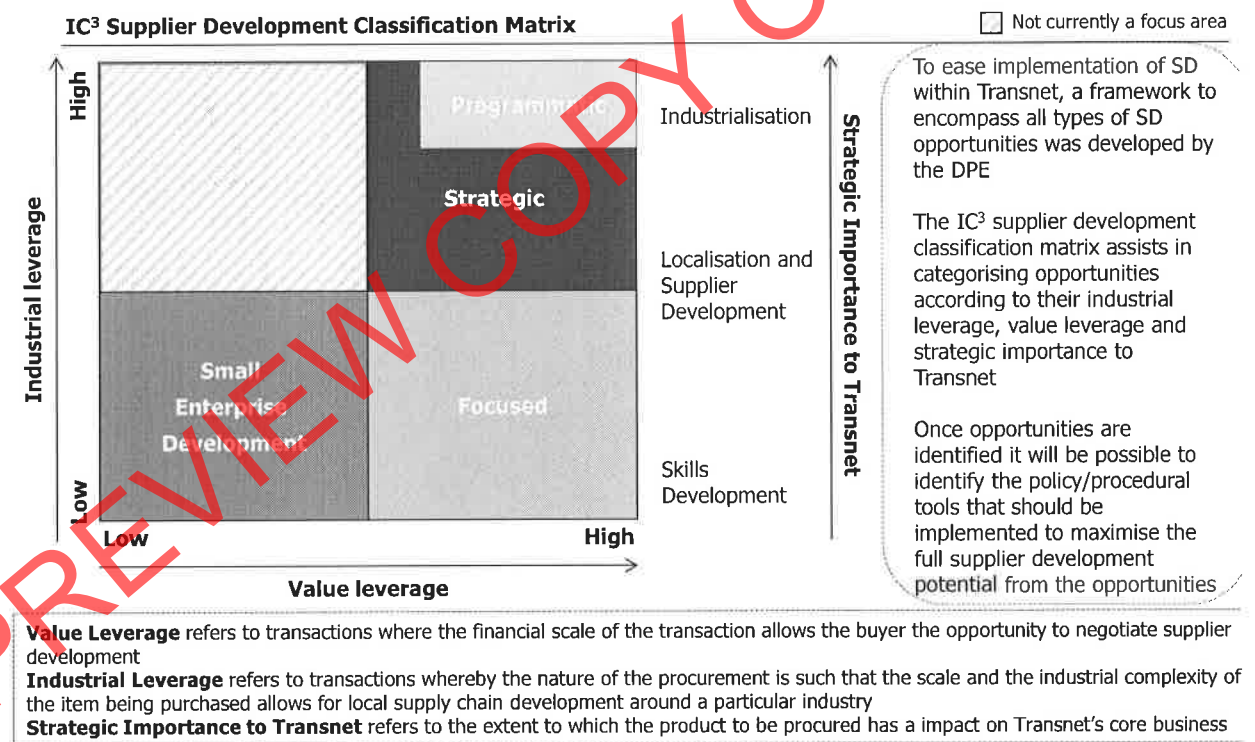 IC³ Supplier Development Classification Matrix
Not currently a focus area
High
Industrial leverage
Low
Programmatic
Strategic
Small
Enterprise
Development
Focused
Low
High
Value leverage
Industrialisation
Localisation and
Supplier
Development
Skills
Development
Strategic Importance to Transnet
To ease implementation of SD
within Transnet, a framework to
encompass all types of SD
opportunities was developed by
the DPE
The IC³ supplier development
classification matrix assists in
categorising opportunities
according to their industrial
leverage, value leverage and
strategic importance to
Transnet
Once opportunities are
identified it will be possible to
identify the policy/procedural
tools that should be
implemented to maximise the
full supplier development
potential from the opportunities
Value Leverage refers to transactions where the financial scale of the transaction allows the buyer the opportunity to negotiate supplier
development
Industrial Leverage refers to transactions whereby the nature of the procurement is such that the scale and the industrial complexity of
the item being purchased allows for local supply chain development around a particular industry
Strategic Importance to Transnet refers to the extent to which the product to be procured has a impact on Transnet's core business
PREVIEW COPY